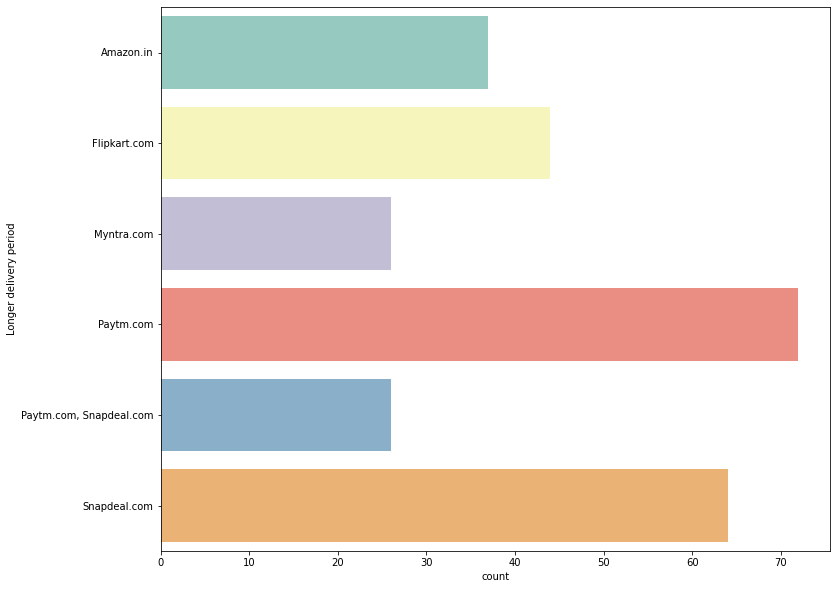 Longer delivery period
Amazon.in
Flipkart.com
Myntra.com
Paytm.com
Paytm.com, Snapdeal.com
Snapdeal.com
0 10 20 30 40 50 60 70
count